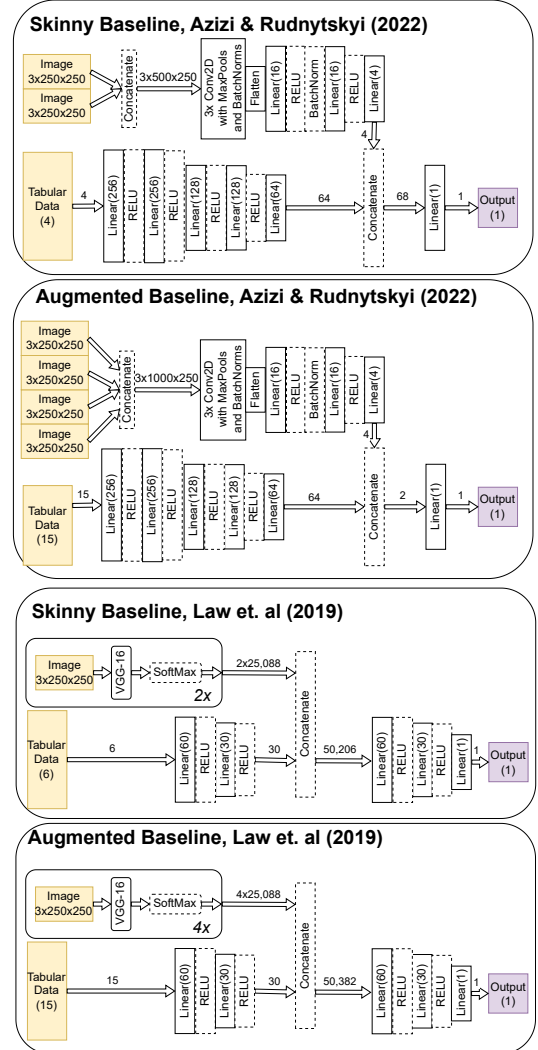 Skinny Baseline, Azizi & Rudnytskyi (2022)
Image
3x250x250
Image
3x250x250
Concatenate
3x500x250
3x Conv2D
with MaxPools
and BatchNorms
Flatten
Linear(16)
RELU
BatchNorm
Linear(16)
RELU
Linear(4)
4
Tabular
Data
(4)
4
Linear(256)
RELU
Linear(256)
RELU
Linear(128)
RELU
Linear(128)
RELU
Linear(64)
64
Concatenate
68
Linear(1)
1
Output
(1)
Augmented Baseline, Azizi & Rudnytskyi (2022)
Image
3x250x250
Image
3x250x250
Image
3x250x250
Image
3x250x250
Concatenate
3x1000x250
3x Conv2D
with MaxPools
and BatchNorms
Flatten
Linear(16)
RELU
BatchNorm
Linear(16)
RELU
Linear(4)
4
Tabular
Data
(15)
15
Linear(256)
RELU
Linear(256)
RELU
Linear(128)
RELU
Linear(128)
RELU
Linear(64)
64
Concatenate
2
Linear(1)
1
Output
(1)
Skinny Baseline, Law et. al (2019)
Image
3x250x250
VGG-16
SoftMax
2x
2x25,088
Concatenate
Tabular
Data
(6)
6
Linear(60)
RELU
Linear(30)
RELU
30
50,206
Linear(60)
RELU
Linear(30)
RELU
Linear(1)
1
Output
(1)
Augmented Baseline, Law et. al (2019)
Image
3x250x250
VGG-16
SoftMax
4x
4x25,088
Concatenate
Tabular
Data
(15)
15
Linear(60)
RELU
Linear(30)
RELU
30
50,382
Linear(60)
RELU
Linear(30)
RELU
Linear(1)
1
Output
(1)